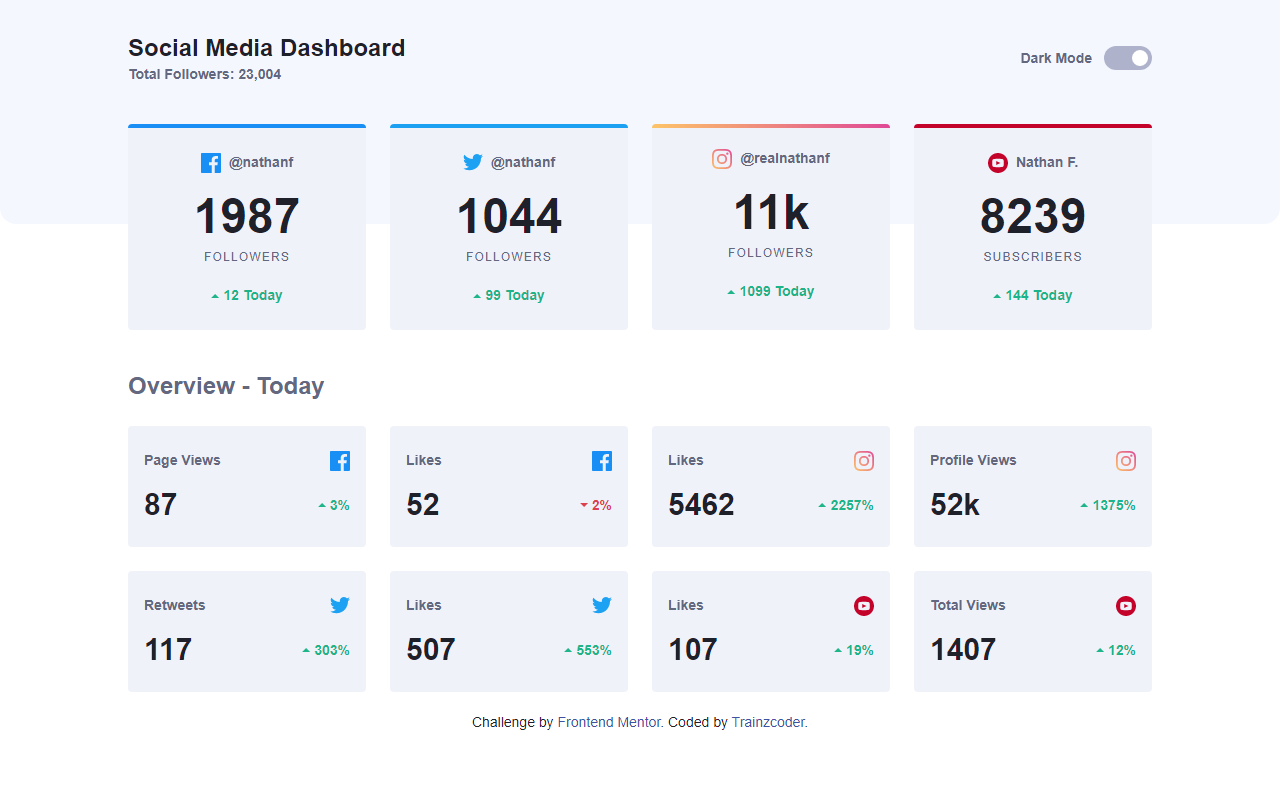 Social Media Dashboard
Total Followers: 23,004
Dark Mode
@nathanf
1987
FOLLOWERS
12 Today
@nathanf
1044
FOLLOWERS
99 Today
@realnathanf
11k
FOLLOWERS
1099 Today
Nathan F.
8239
SUBSCRIBERS
144 Today
Overview - Today
Page Views
87
3%
Likes
52
2%
Likes
5462
2257%
Profile Views
52k
1375%
Retweets
117
303%
Likes
507
553%
Likes
107
19%
Total Views
1407
12%
Challenge by Frontend Mentor. Coded by Trainzcoder.